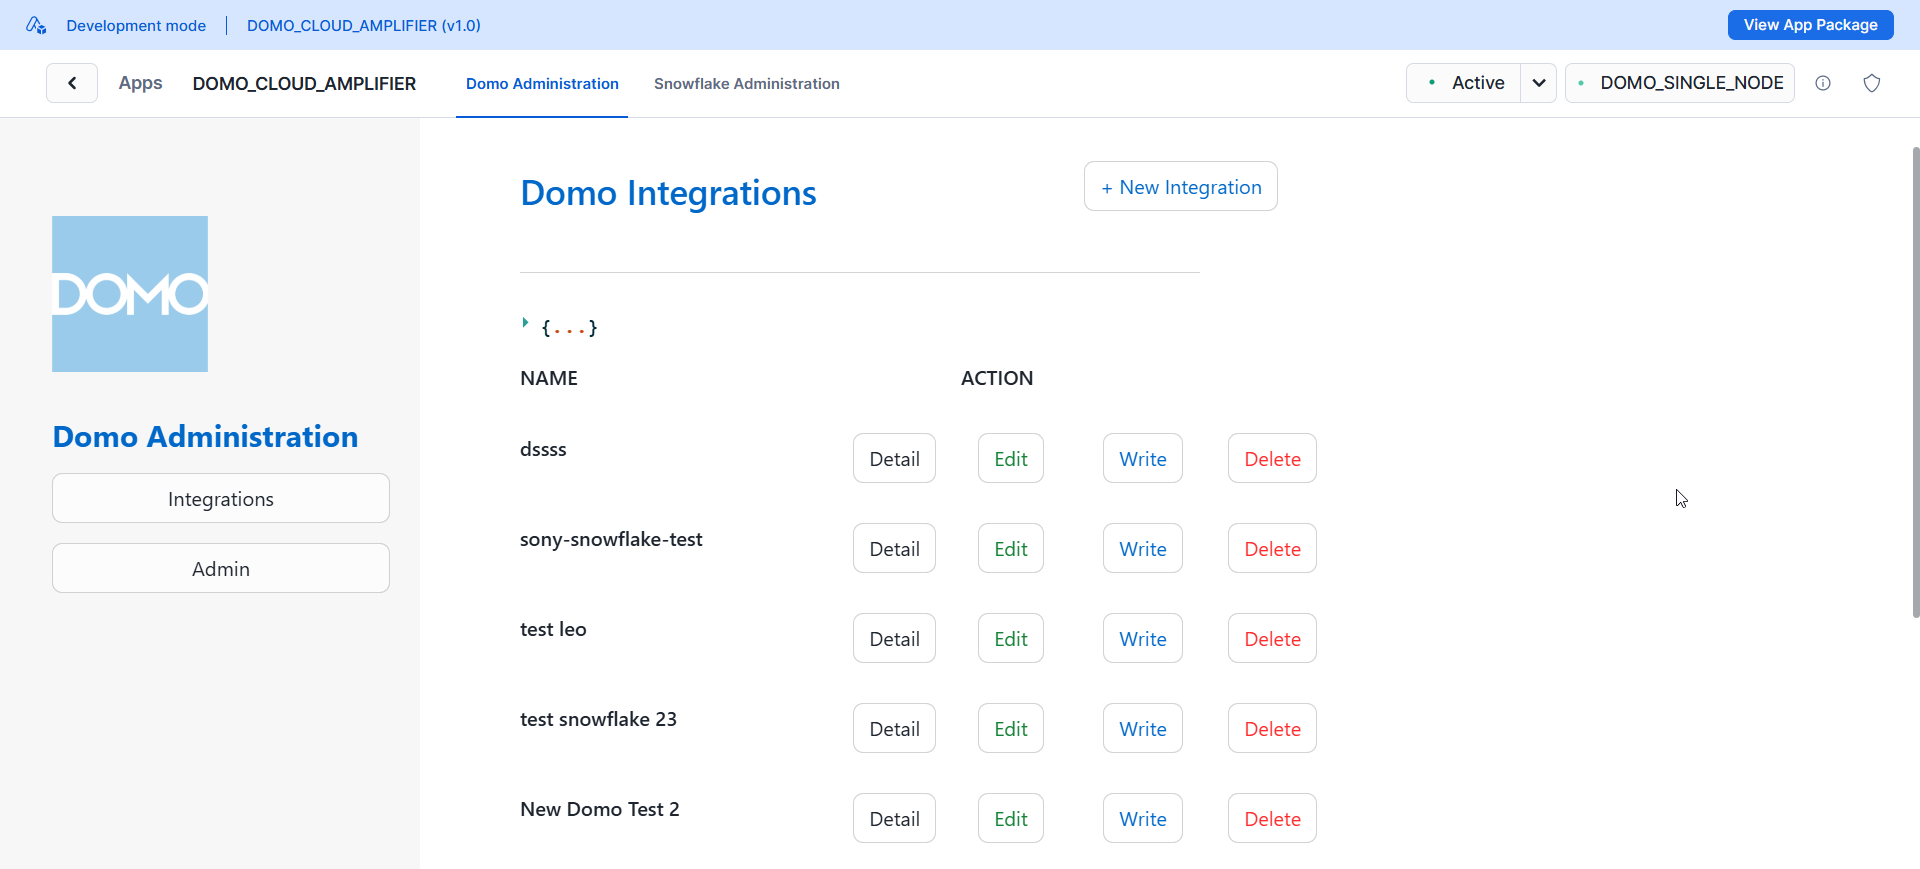 Development mode DOMO_CLOUD_AMPLIFIER (v1.0) View App Package
Apps DOMO_CLOUD_AMPLIFIER Domo Administration Snowflake Administration Active DOMO_SINGLE_NODE
Domo Integrations + New Integration
DOMO
{...}
NAME ACTION
Domo Administration
Integrations
Admin
dssss Detail Edit Write Delete
sony-snowflake-test Detail Edit Write Delete
test leo Detail Edit Write Delete
test snowflake 23 Detail Edit Write Delete
New Domo Test 2 Detail Edit Write Delete